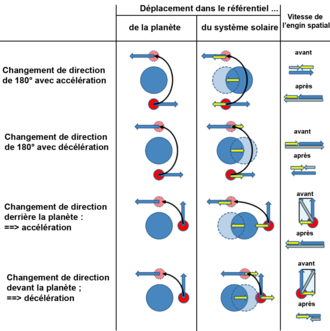 Déplacement dans le référentiel ...
de la planète
du système solaire
Vitesse de
l'engin spatial
Changement de direction
de 180° avec accélération
avant
après
Changement de direction
de 180° avec décélération
avant
après
Changement de direction
derrière la planète :
==> accélération
avant
après
Changement de direction
devant la planète ;
==> décélération
avant
après